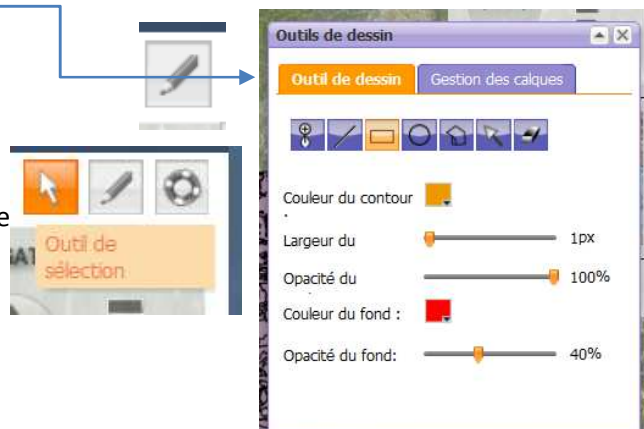 Outils de dessin
Outil de dessin
Gestion des calques
e
Outil de
sélection
Couleur du contour
Largeur du
1px
Opacité du
100%
Couleur du fond :
Opacité du fond:
40%